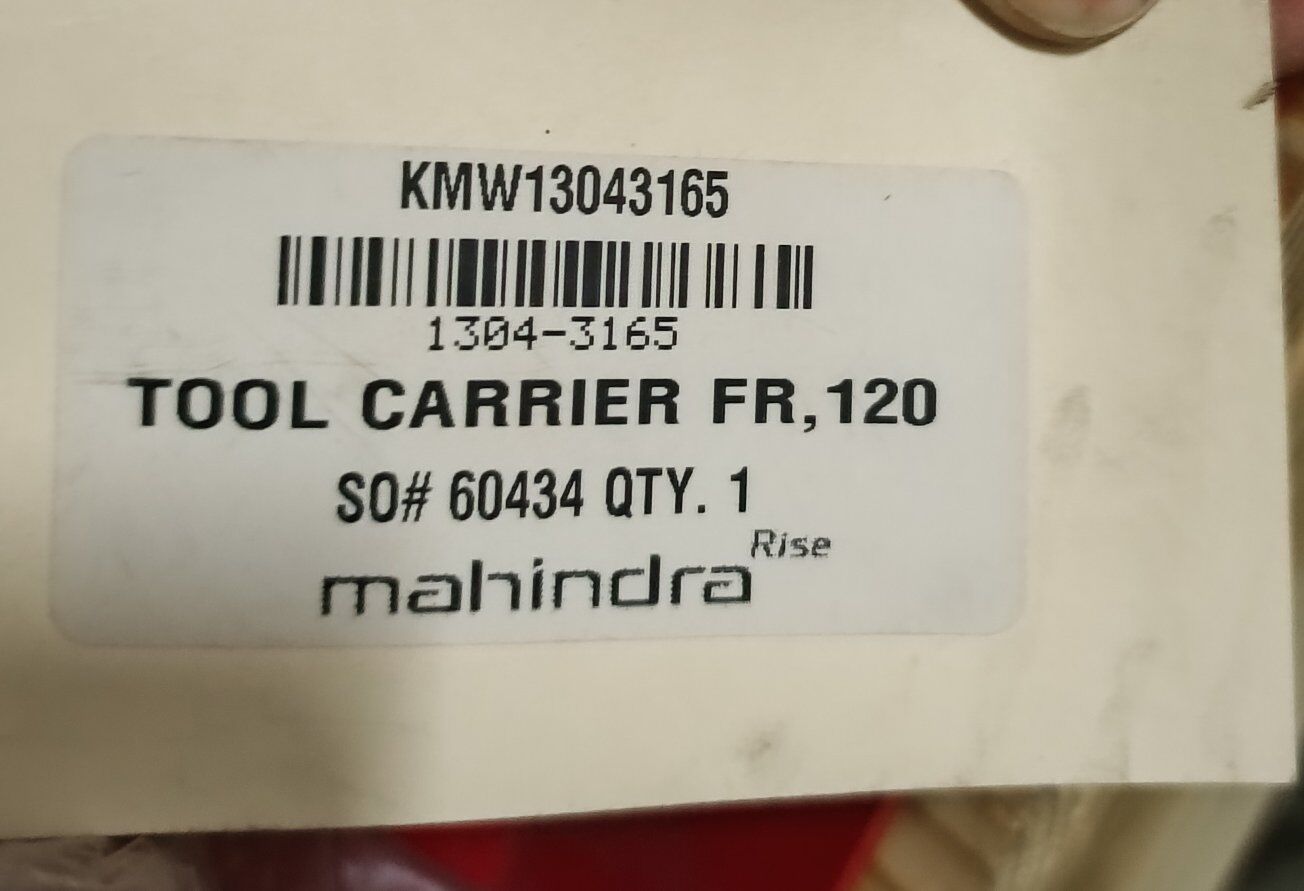 KMW13043165
1304-3165
TOOL CARRIER FR,120
SO# 60434 QTY. 1
mahindra Rise